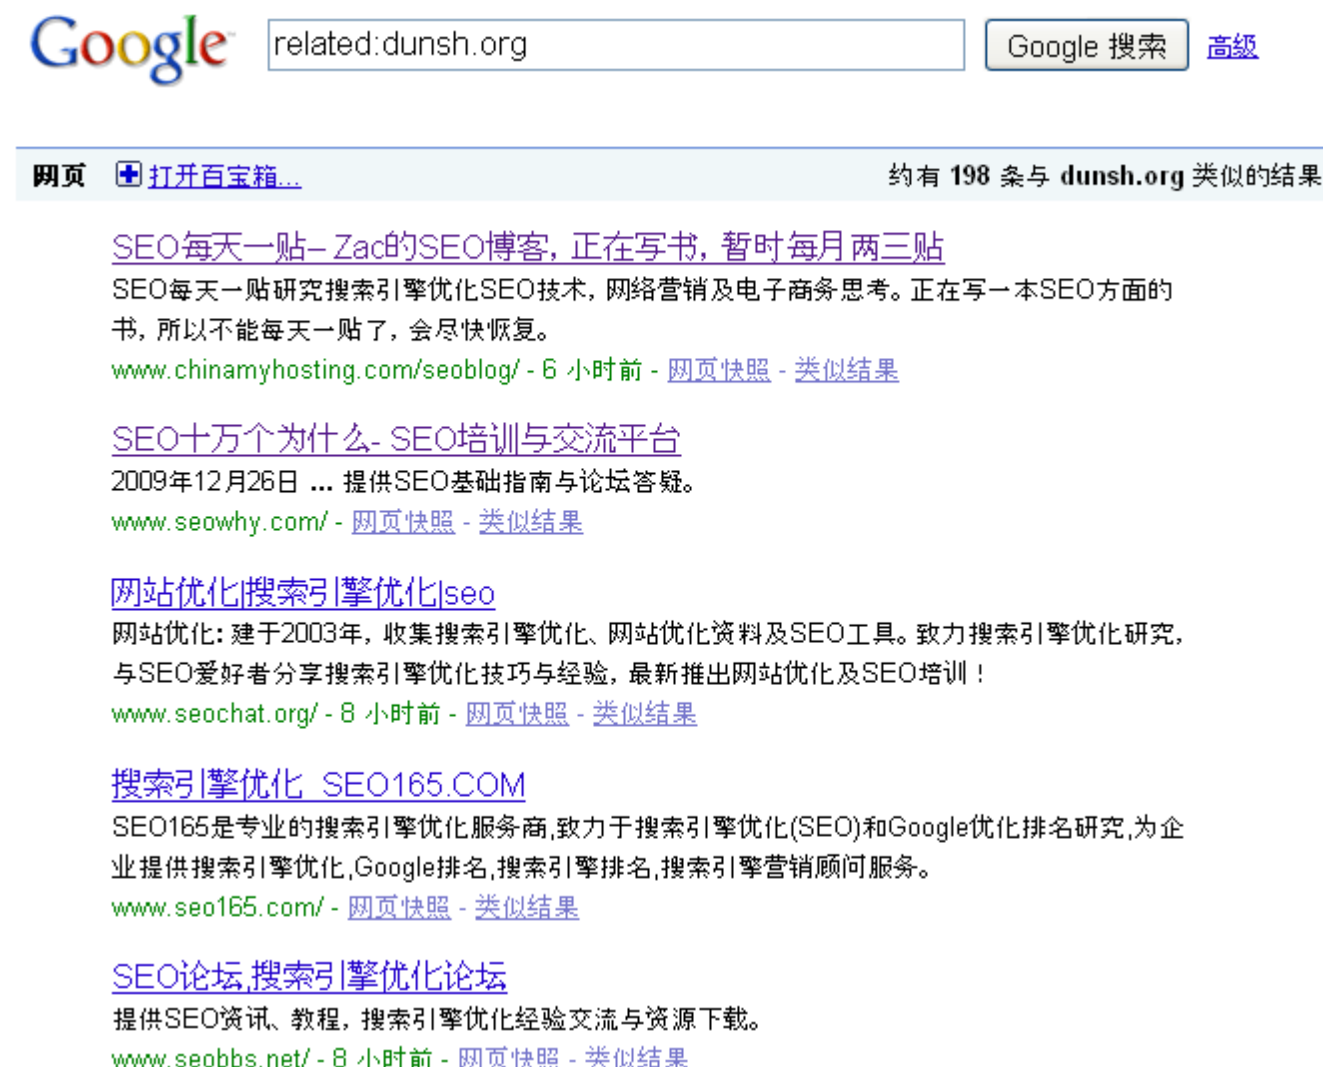 Google™ related:dunsh.org Google 搜索 高级
网页 打开百宝箱... 约有 198 条与 dunsh.org 类似的结果
SEO每天一贴– Zac的SEO博客, 正在写书, 暂时每月两三贴
SEO每天一贴研究搜索引擎优化SEO技术, 网络营销及电子商务思考。正在写一本SEO方面的
书, 所以不能每天一贴了, 会尽快恢复。
www.chinamyhosting.com/seoblog/ - 6 小时前 - 网页快照 - 类似结果
SEO十万个为什么- SEO培训与交流平台
2009年12月26日 ... 提供SEO基础指南与论坛答疑。
www.seowhy.com/ - 网页快照 - 类似结果
网站优化|搜索引擎优化|seo
网站优化: 建于2003年, 收集搜索引擎优化、网站优化资料及SEO工具。致力搜索引擎优化研究,
与SEO爱好者分享搜索引擎优化技巧与经验, 最新推出网站优化及SEO培训!
www.seochat.org/ - 8 小时前 - 网页快照 - 类似结果
搜索引擎优化_SEO165.COM
SEO165是专业的搜索引擎优化服务商,致力于搜索引擎优化(SEO)和Google优化排名研究,为企
业提供搜索引擎优化,Google排名,搜索引擎排名,搜索引擎营销顾问服务。
www.seo165.com/ - 网页快照 - 类似结果
SEO论坛,搜索引擎优化论坛
提供SEO资讯、教程, 搜索引擎优化经验交流与资源下载。
www.seobbs.net/ - 8 小时前 - 网页快照 - 类似结果